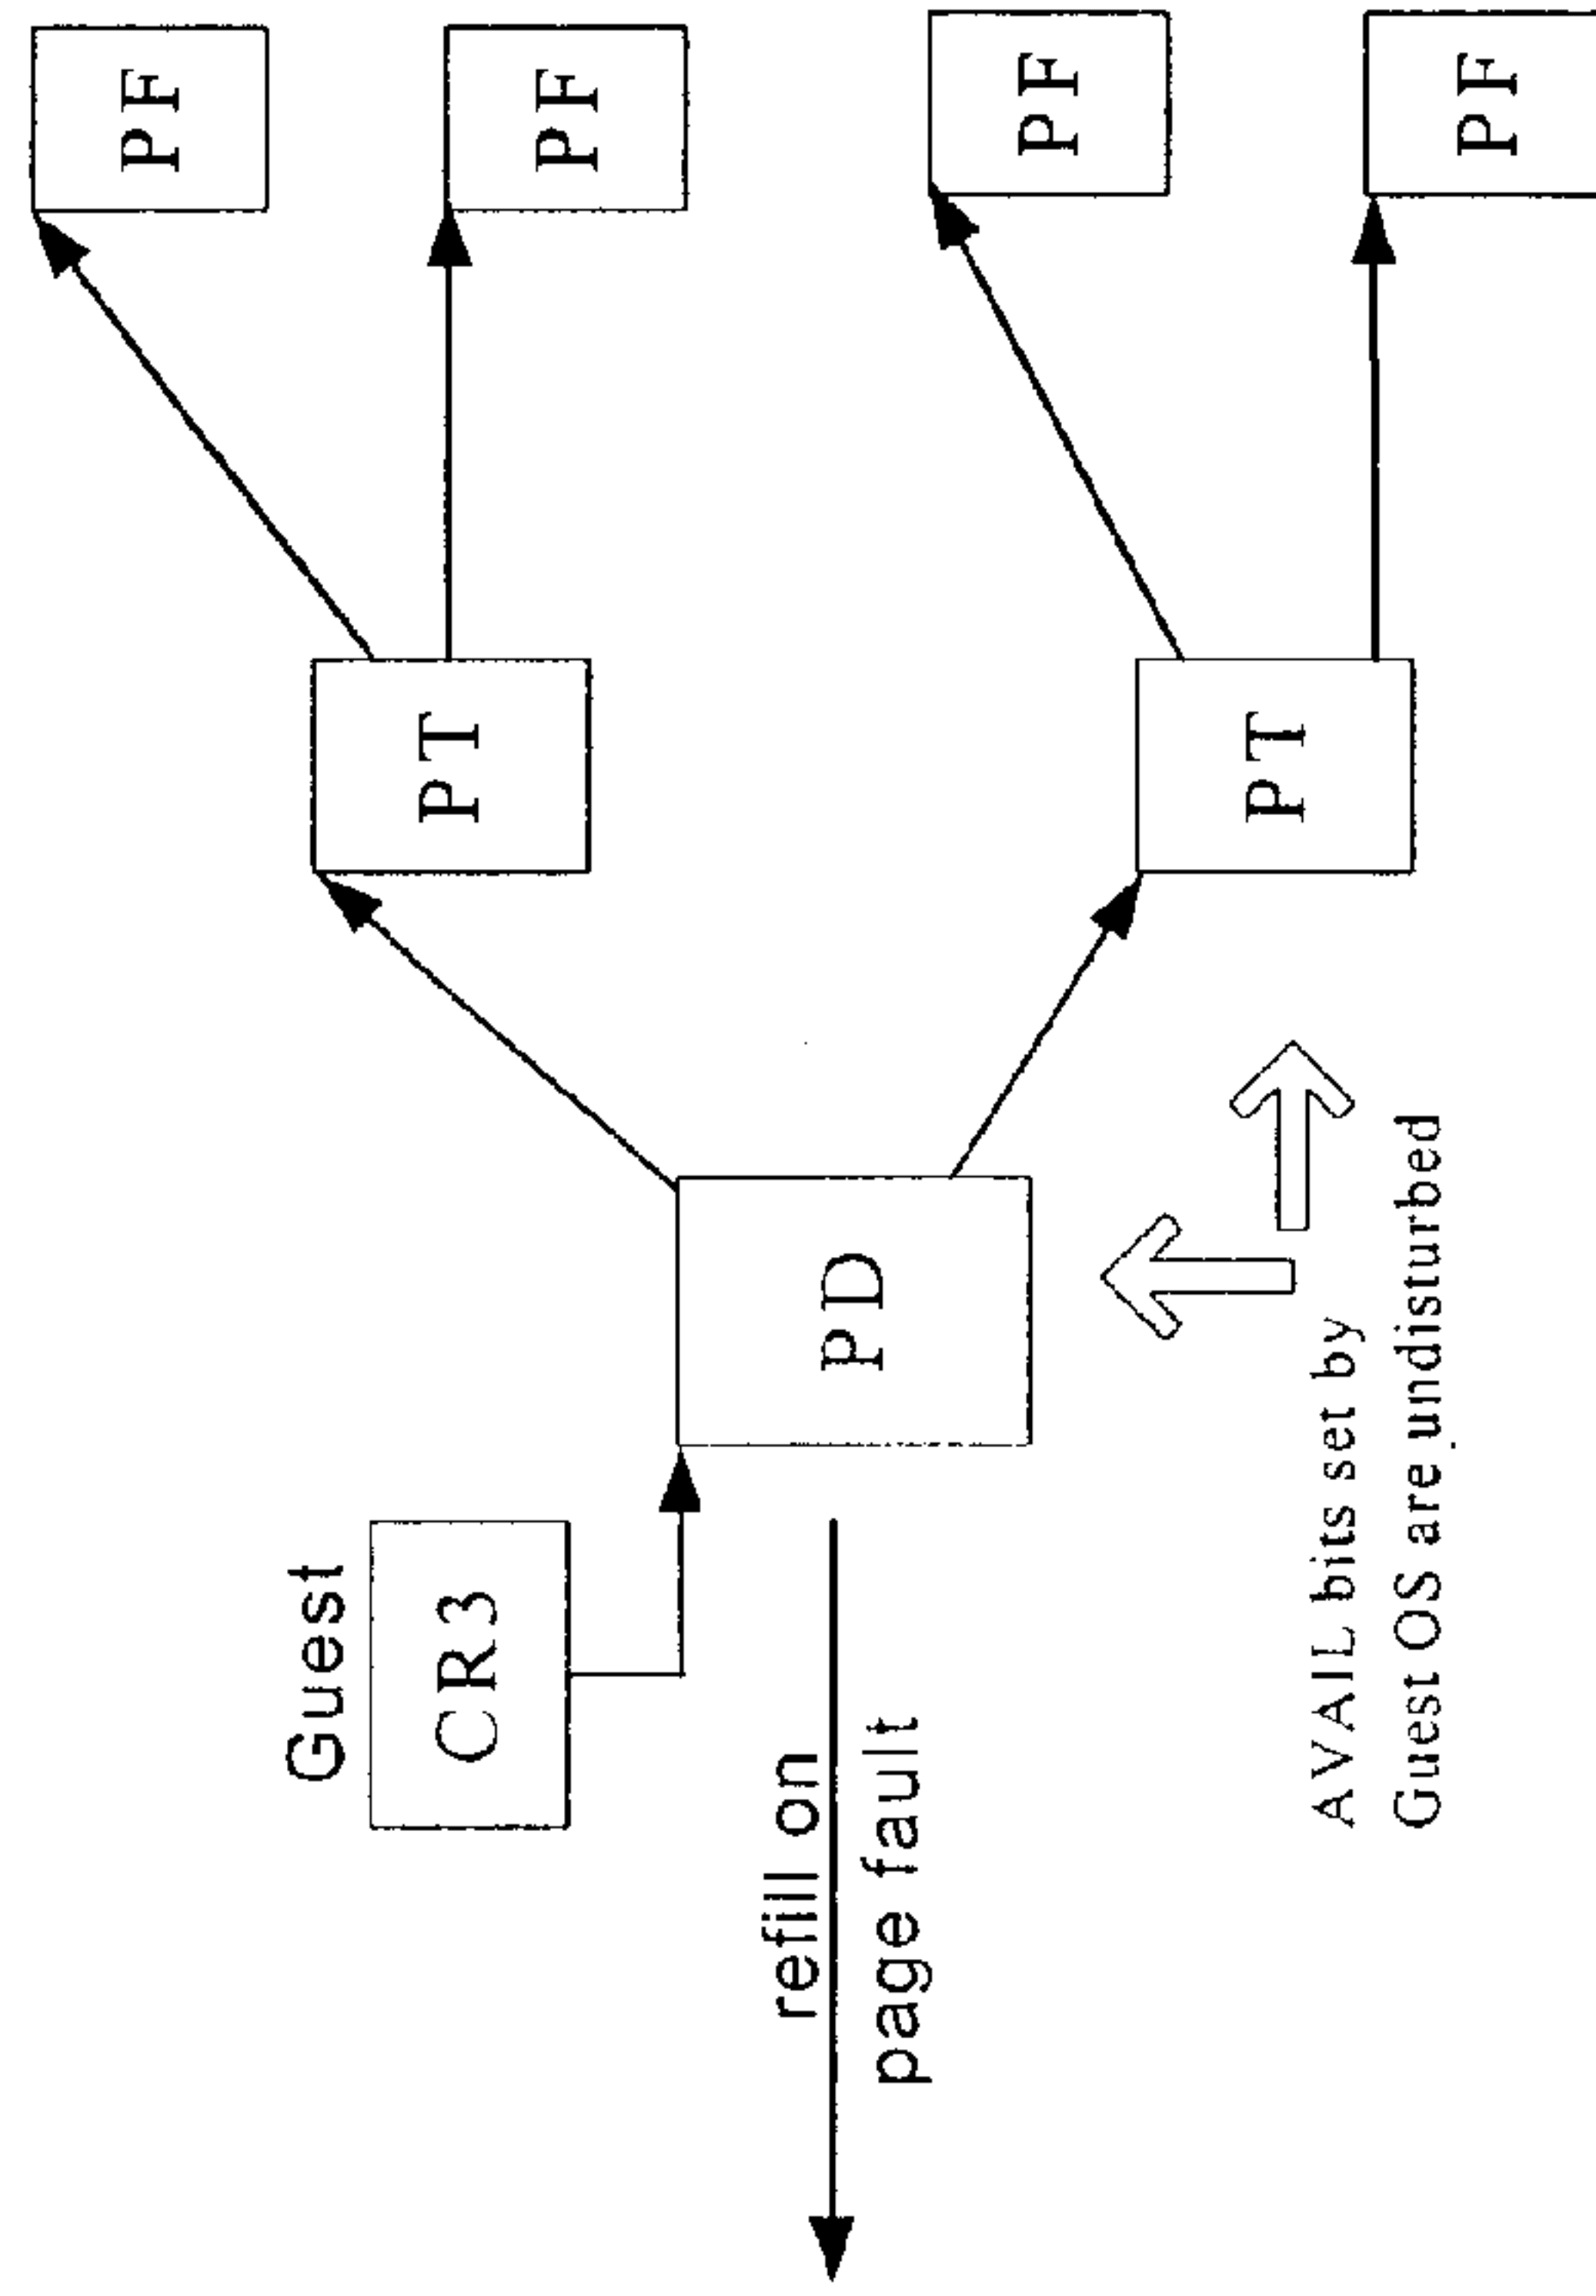 Guest
CR3
PD
PT
PT
PF
PF
PF
PF
refill on
page fault
AVAIL bits set by
Guest OS are undisturbed